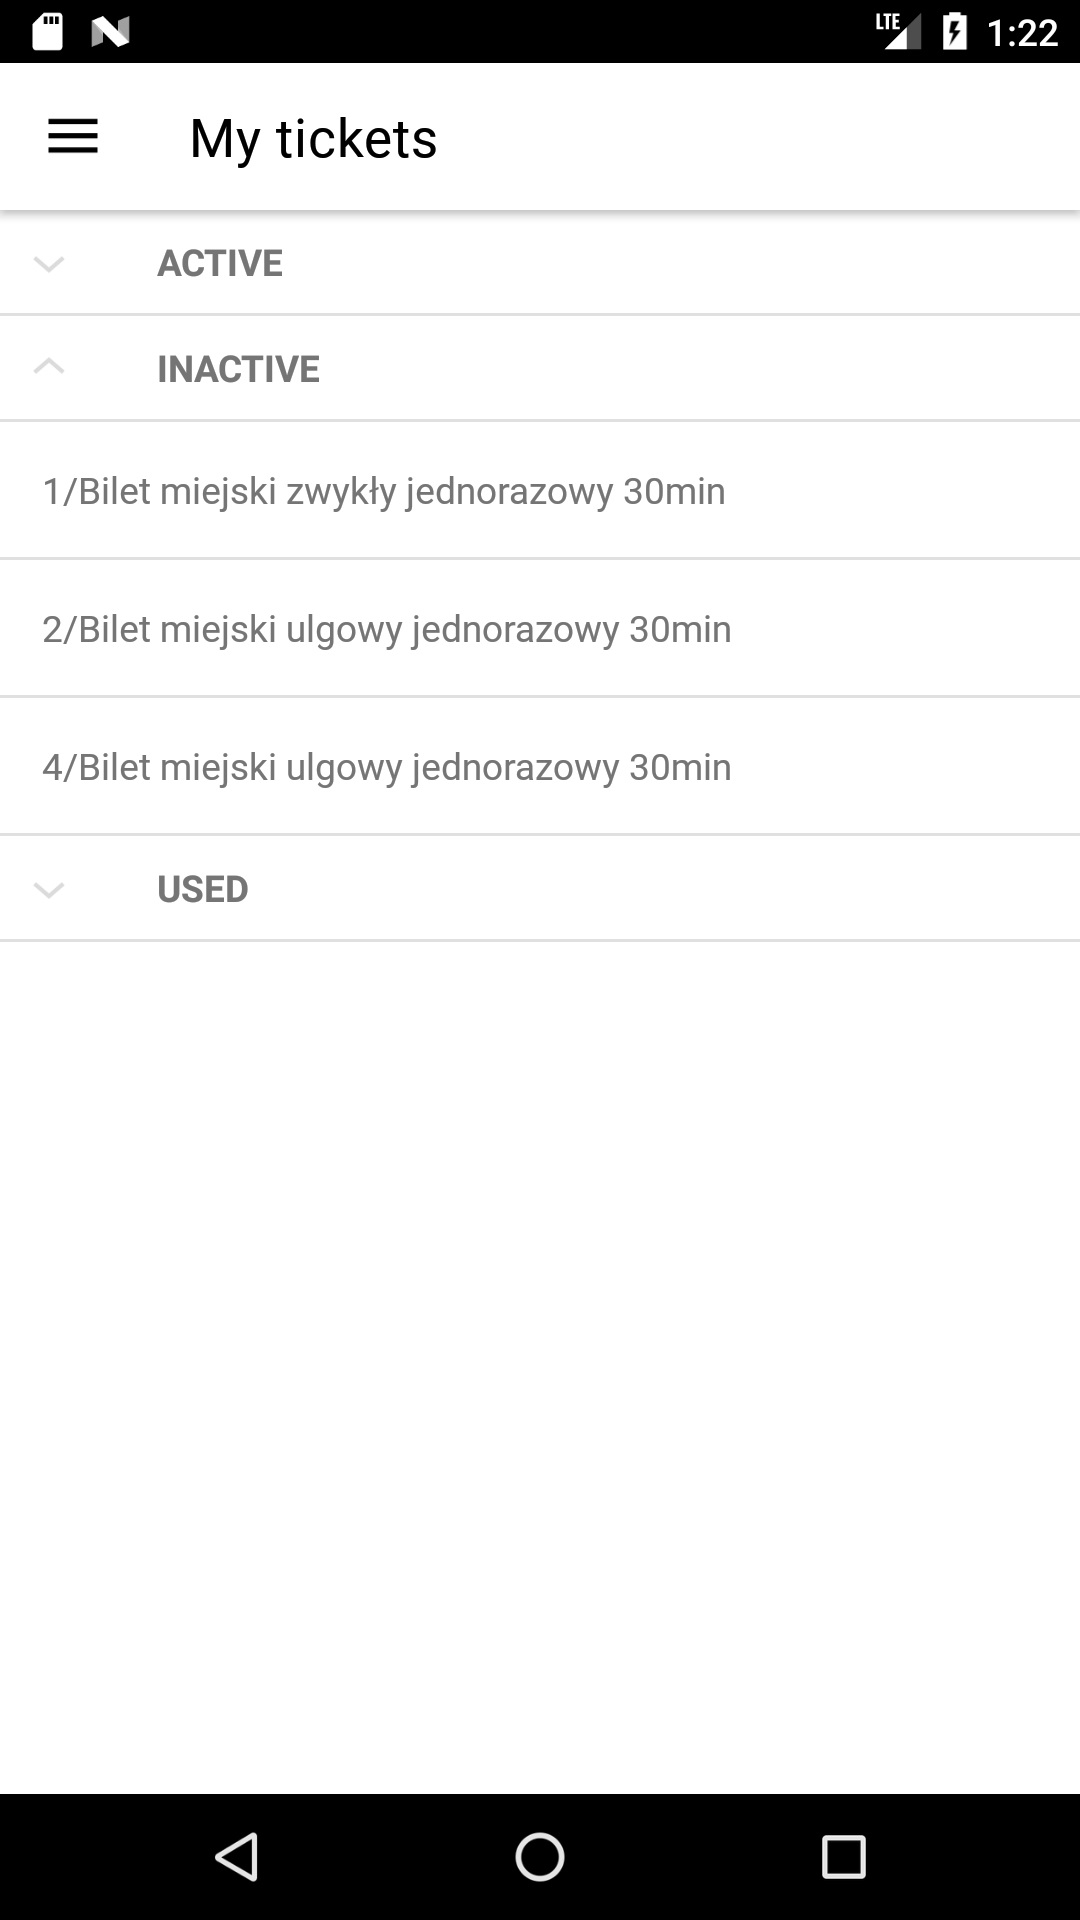 LTE 1:22
My tickets
ACTIVE
INACTIVE
1/Bilet miejski zwykły jednorazowy 30min
2/Bilet miejski ulgowy jednorazowy 30min
4/Bilet miejski ulgowy jednorazowy 30min
USED